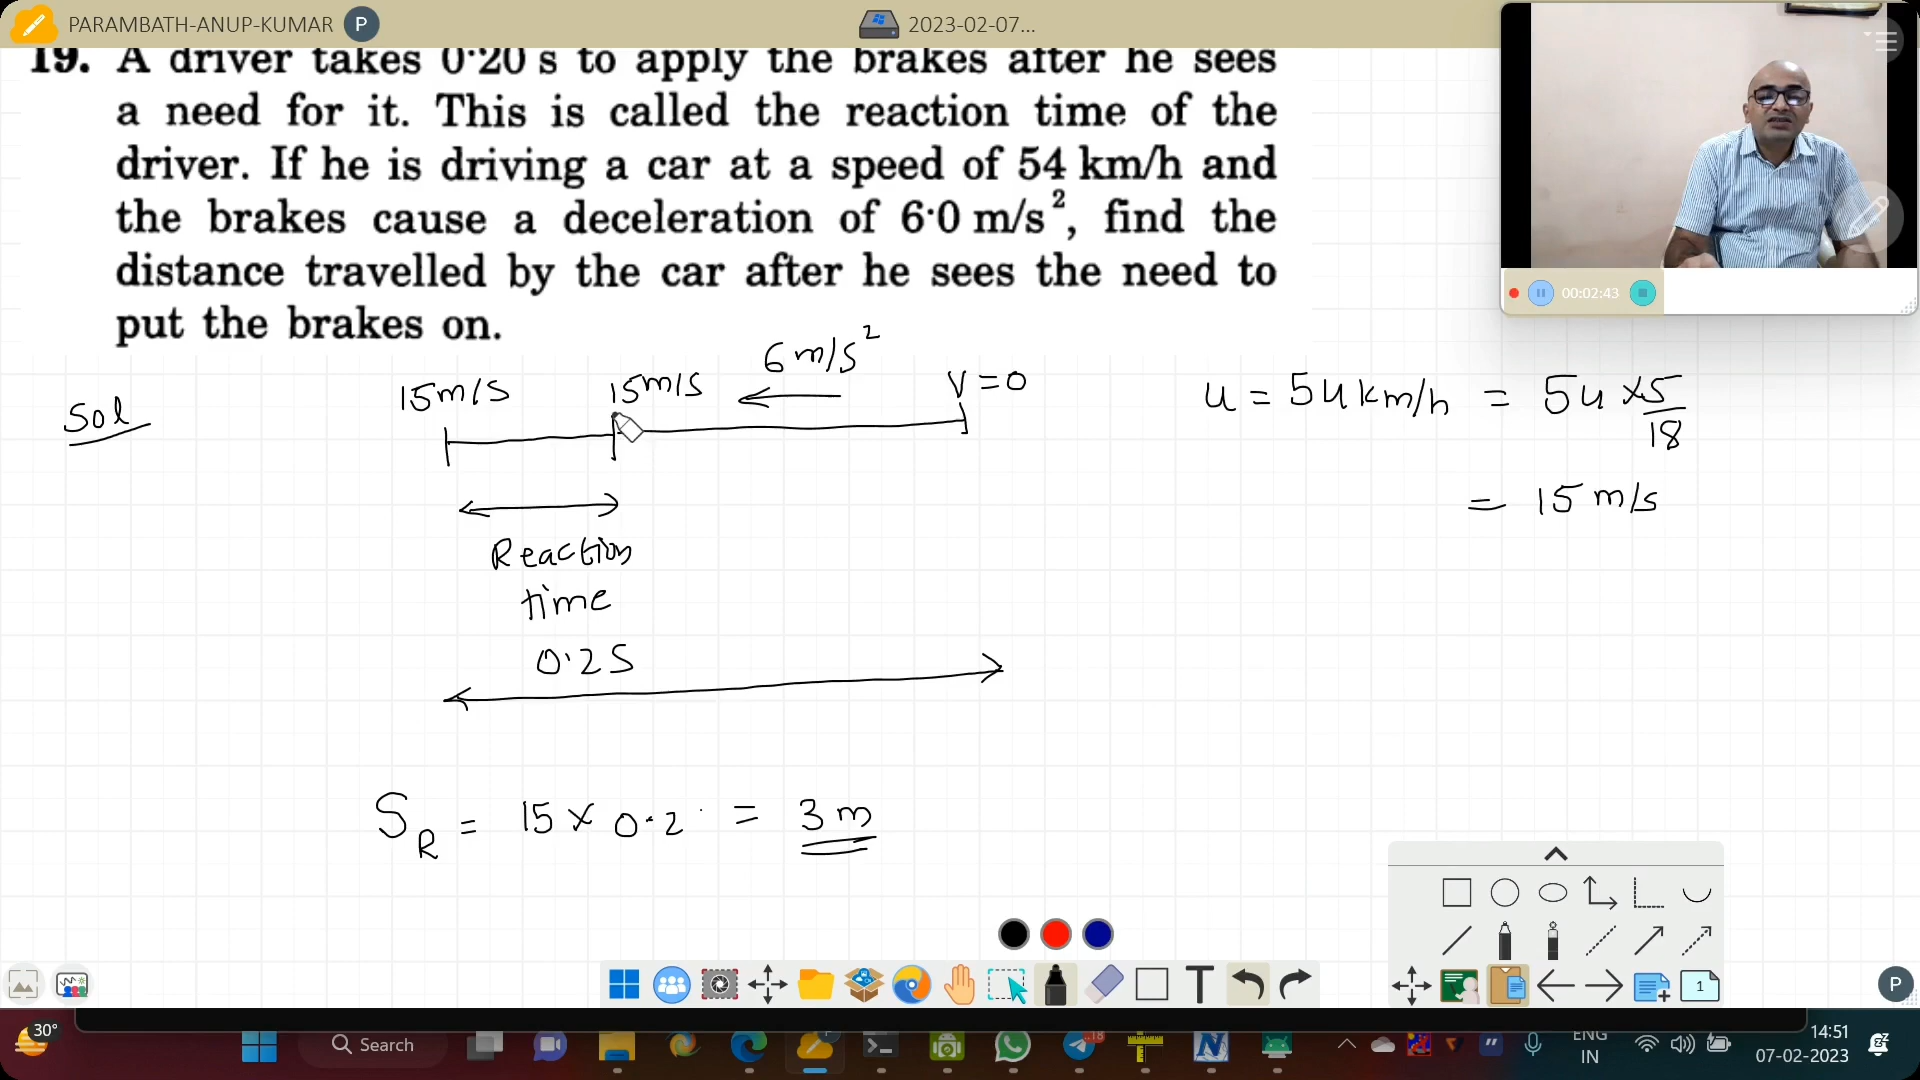 PARAMBATH-ANUP-KUMAR P 2023-02-07...
19. A driver takes 0·20 s to apply the brakes after he sees
a need for it. This is called the reaction time of the
driver. If he is driving a car at a speed of 54 km/h and
the brakes cause a deceleration of 6·0 m/s², find the
distance travelled by the car after he sees the need to
put the brakes on.
00:02:43
Sol
15m/s 15m/s 6m/s² V=0
Reaction
time
0·2S
u = 54km/h = 54 × 5/18
= 15 m/s
S_R = 15 × 0·2 = 3 m
1
P
30°
Search
18
ENG
IN
14:51
07-02-2023